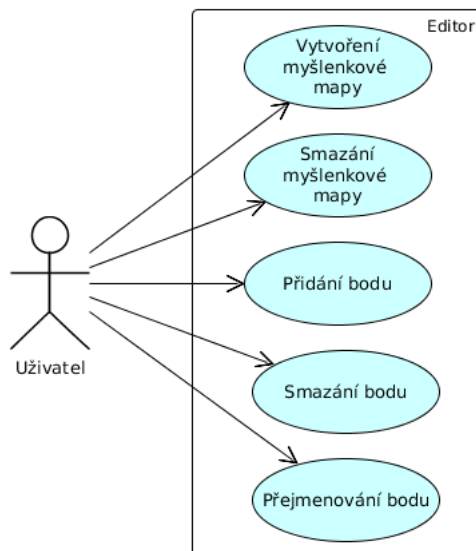 Editor
Vytvoření
myšlenkové
mapy
Smazání
myšlenkové
mapy
Přidání bodu
Uživatel
Smazání bodu
Přejmenování bodu